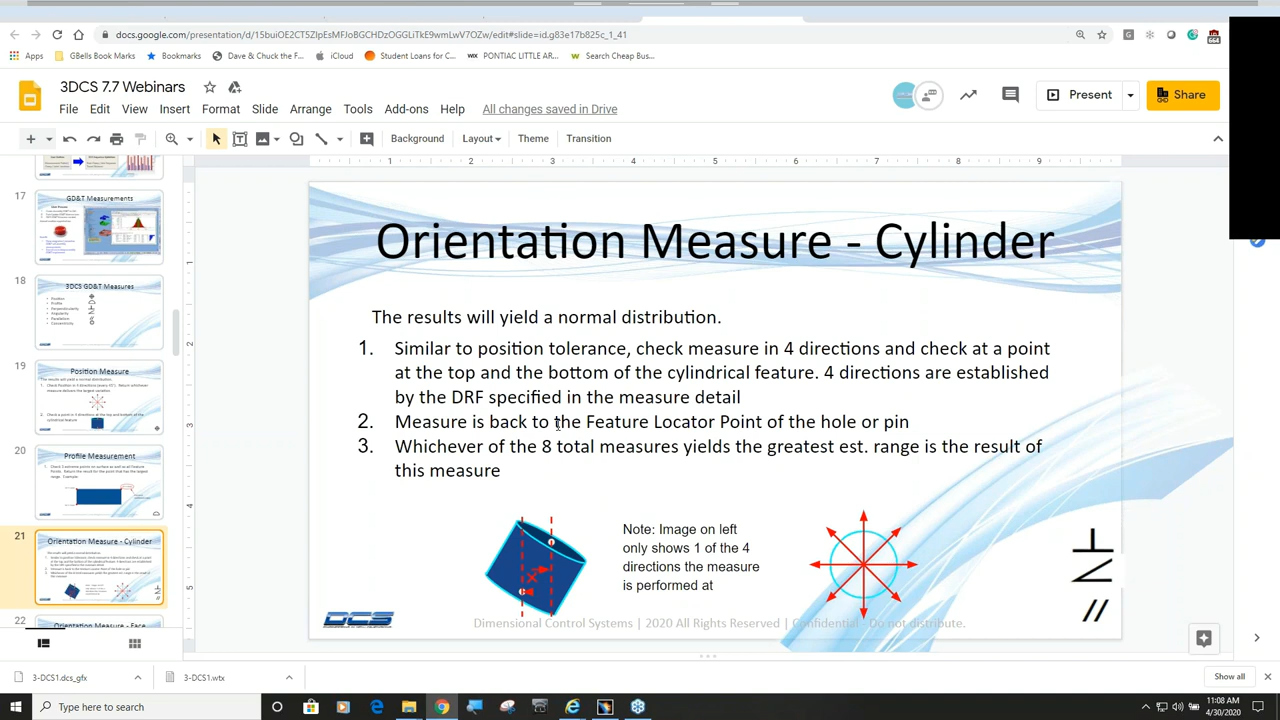 docs.google.com/presentation/d/15buiOE2CTSZlpEsMFIoBGCHDzOGGLiTkE9wmLwV7OZw/edit#slide=id.g83e17b825c_1_41
Apps
GBells Book Marks
Bookmarks
Dave & Chuck the F...
iCloud
Student Loans for C...
PONTIAC LITTLE AR...
Search Cheap Bus...
3DCS 7.7 Webinars
File Edit View Insert Format Slide Arrange Tools Add-ons Help All changes saved in Drive
Present
Share
Background
Layout
Theme
Transition
17
GD&T Measurements
18
3DCS GD&T Measures
19
Position Measure
20
Profile Measurement
21
Orientation Measure - Cylinder
22
Orientation Measure - Face
Orientation Measure - Cylinder
The results will yield a normal distribution.
1. Similar to position tolerance, check measure in 4 directions and check at a point
at the top and the bottom of the cylindrical feature. 4 directions are established
by the DRF specified in the measure detail
2. Measure is back to the Feature Locator Point of the hole or pin
3. Whichever of the 8 total measures yields the greatest est. range is the result of
this measure
X
Note: Image on left
only shows 1 of the 4
directions the measure
is performed at
DCS
Dimensional Control Systems | 2020 All Rights Reserved | Confidential - Do not distribute.
3-DCS1.dcs_gfx
3-DCS1.wtx
Show all
Type here to search
11:08 AM
4/30/2020